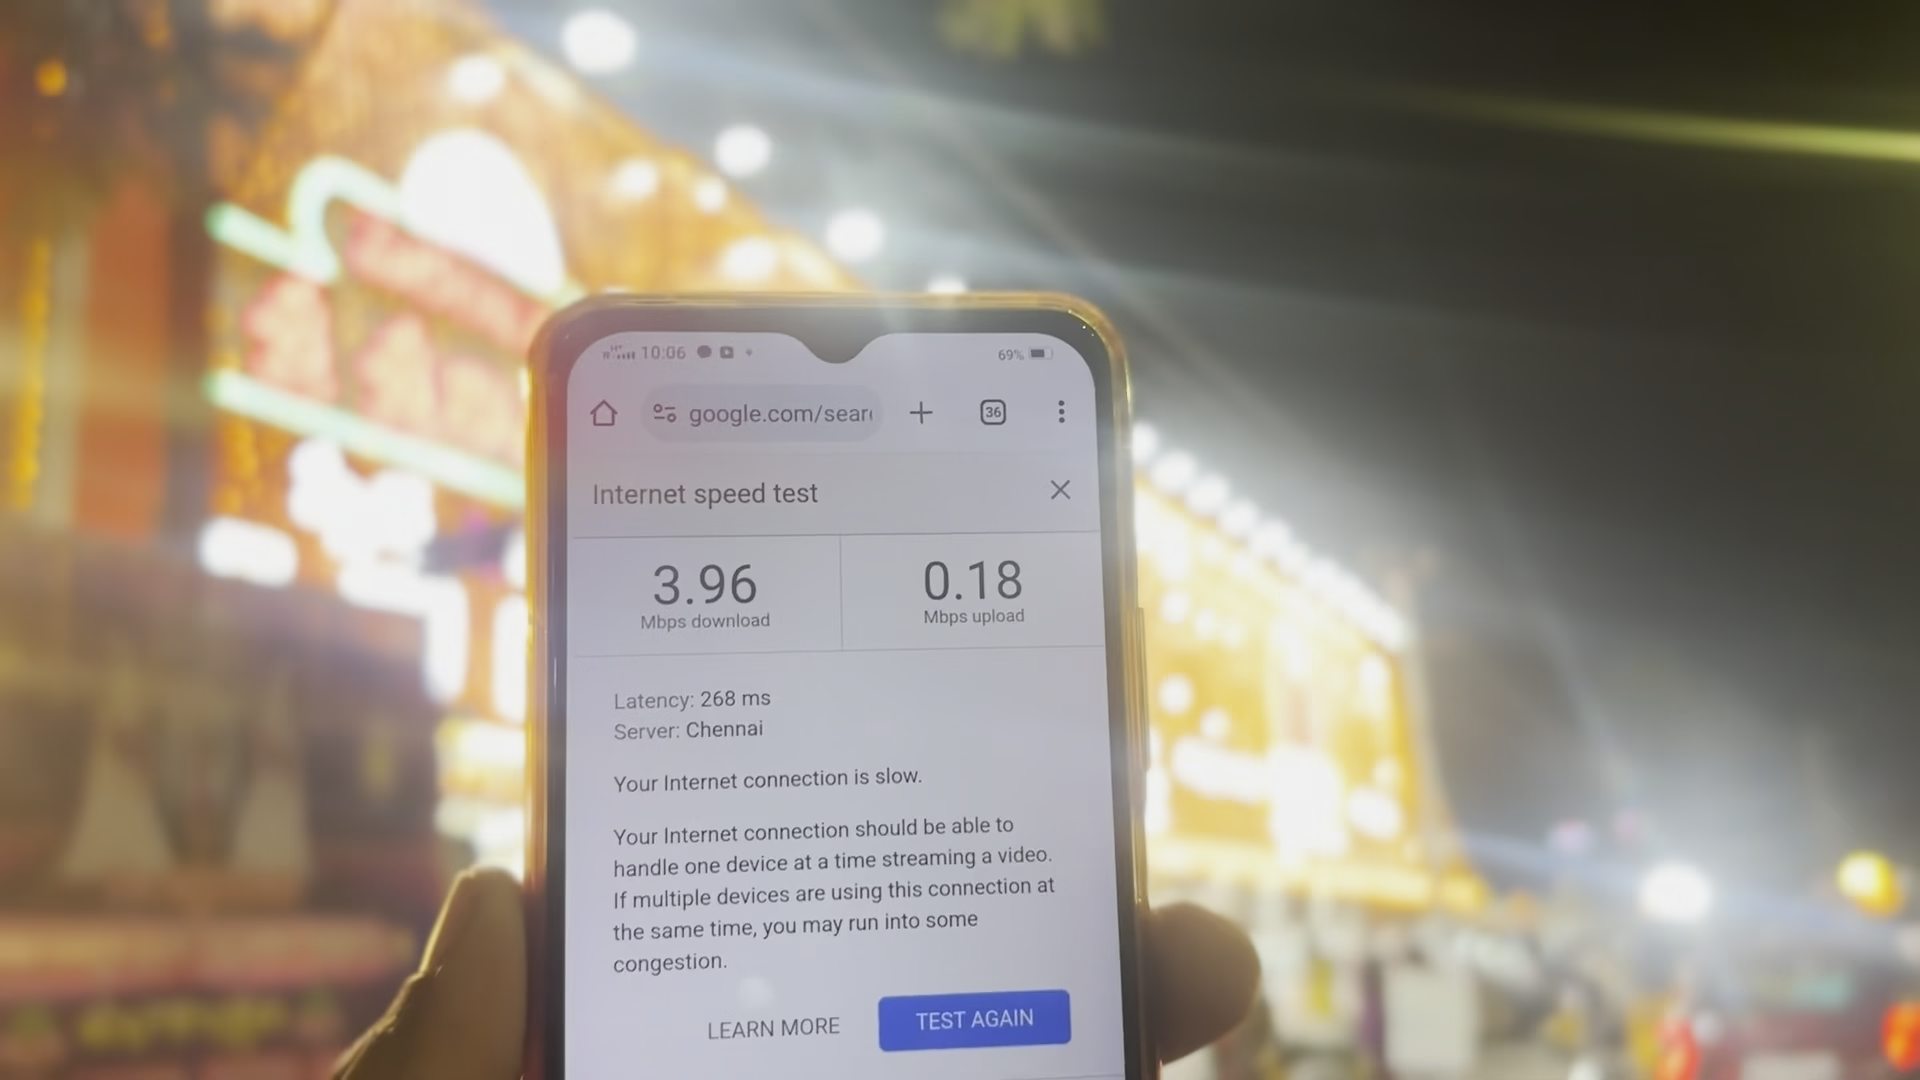 10:06
69%
google.com/sear
36
Internet speed test
3.96
Mbps download
0.18
Mbps upload
Latency: 268 ms
Server: Chennai
Your Internet connection is slow.
Your Internet connection should be able to
handle one device at a time streaming a video.
If multiple devices are using this connection at
the same time, you may run into some
congestion.
LEARN MORE
TEST AGAIN